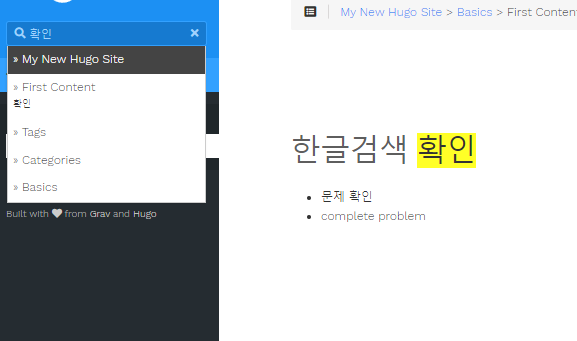 확인
» My New Hugo Site
» First Content
확인
» Tags
» Categories
» Basics
Built with from Grav and Hugo
My New Hugo Site > Basics > First Content
한글검색 확인
문제 확인
complete problem